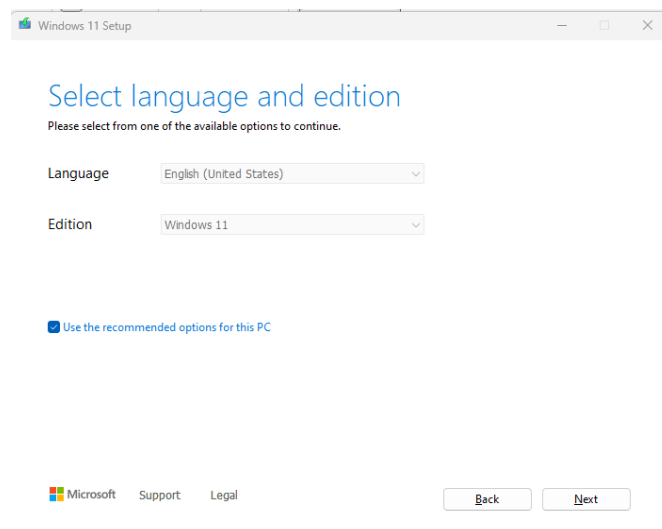 Windows 11 Setup
Select language and edition
Please select from one of the available options to continue.
Language English (United States)
Edition Windows 11
Use the recommended options for this PC
Microsoft Support Legal Back Next